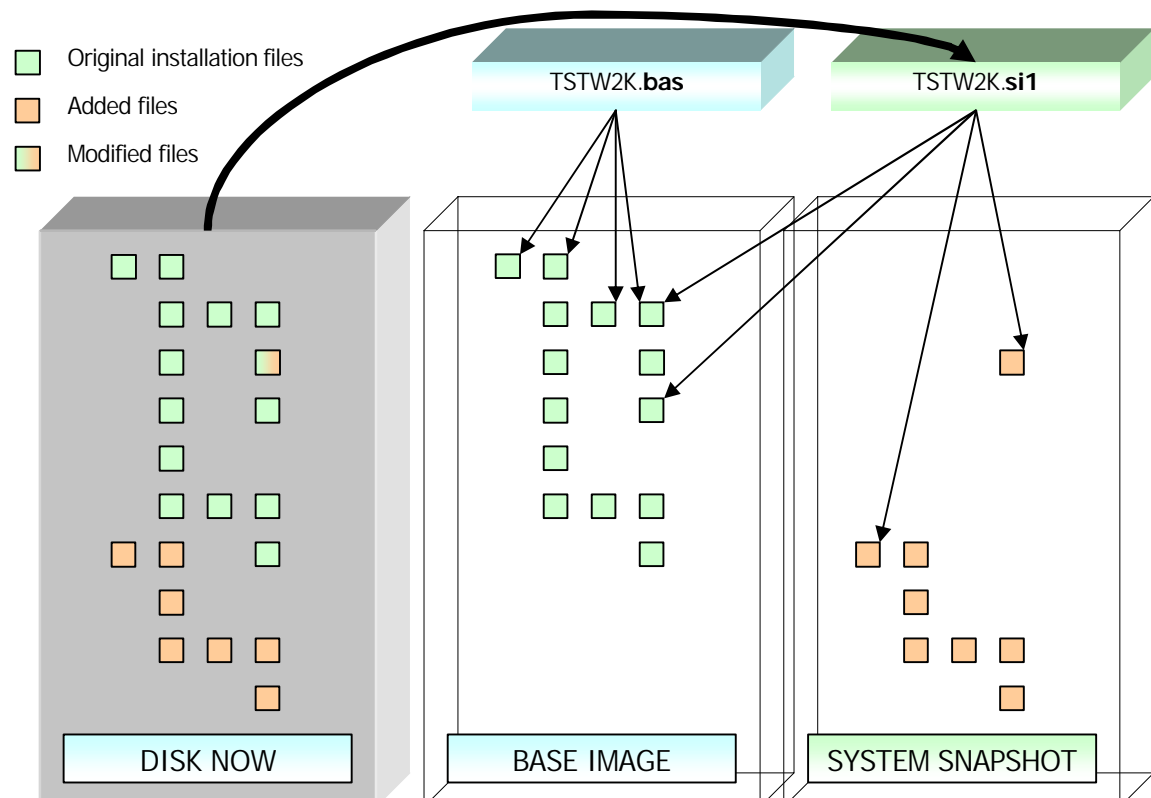 Original installation files
Added files
Modified files
TSTW2K.bas
TSTW2K.si1
DISK NOW
BASE IMAGE
SYSTEM SNAPSHOT